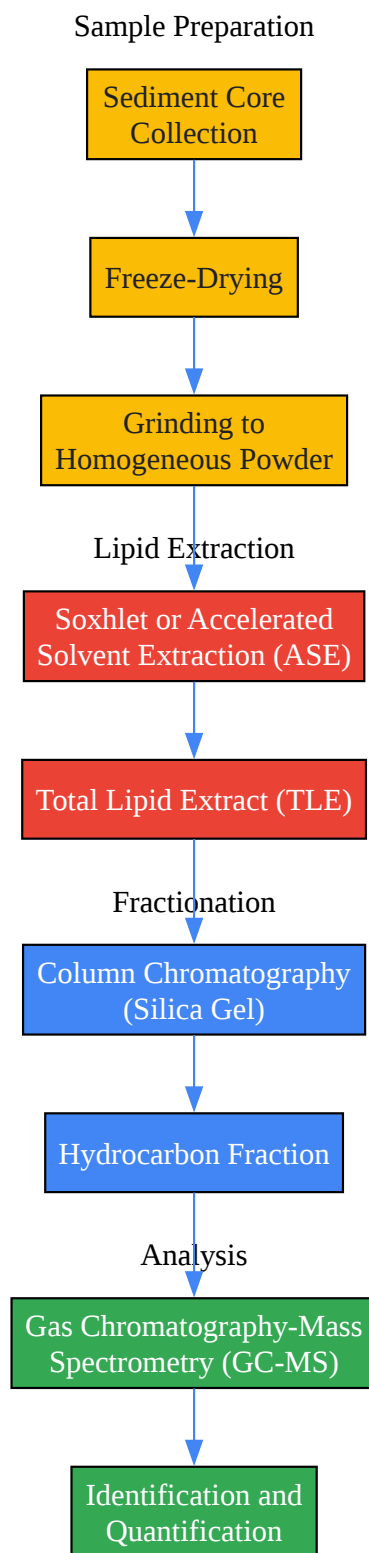 Sample Preparation
Sediment Core
Collection
Freeze-Drying
Grinding to
Homogeneous Powder
Lipid Extraction
Soxhlet or Accelerated
Solvent Extraction (ASE)
Total Lipid Extract (TLE)
Fractionation
Column Chromatography
(Silica Gel)
Hydrocarbon Fraction
Analysis
Gas Chromatography-Mass
Spectrometry (GC-MS)
Identification and
Quantification